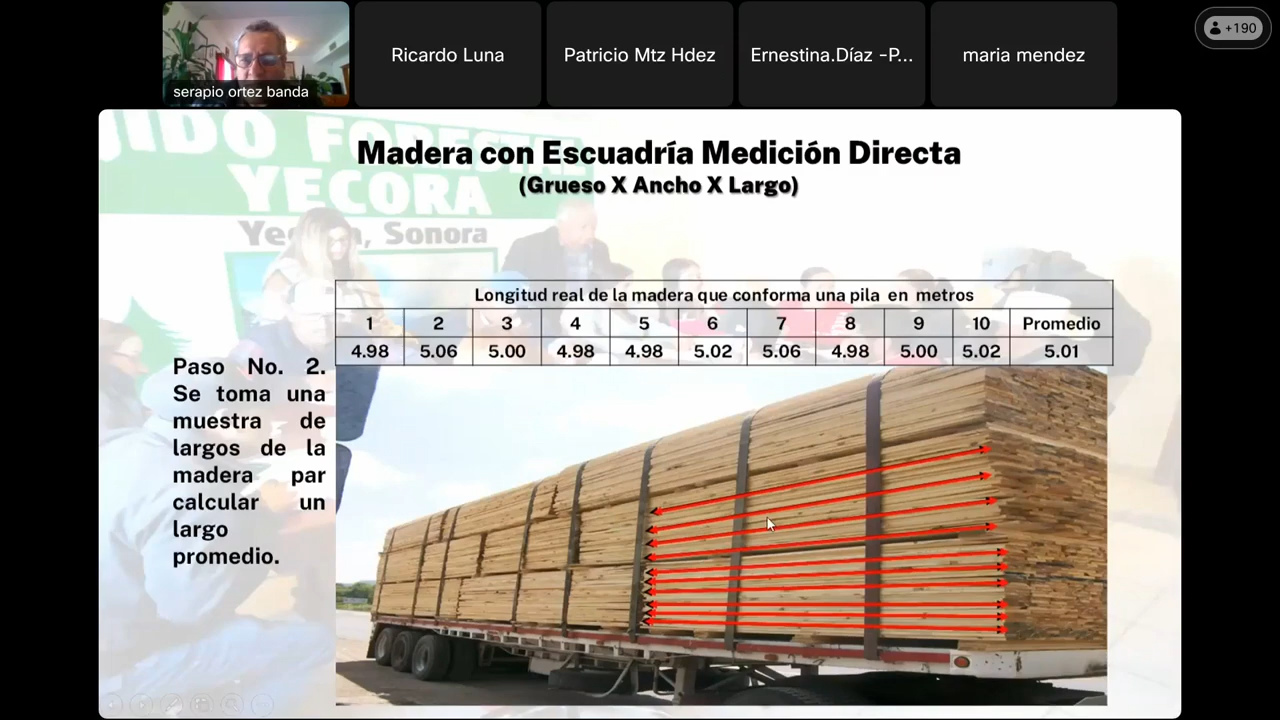 +190
Ricardo Luna
Patricio Mtz Hdez
Ernestina.Díaz -P...
maria mendez
serapio ortez banda
FORESTAL
YECORA
Sonora
Madera con Escuadría Medición Directa
(Grueso X Ancho X Largo)
Longitud real de la madera que conforma una pila en metros
1 2 3 4 5 6 7 8 9 10 Promedio
4.98 5.06 5.00 4.98 4.98 5.02 5.06 4.98 5.00 5.02 5.01
Paso No. 2.
Se toma una
muestra de
largos de la
madera par
calcular un
largo
promedio.